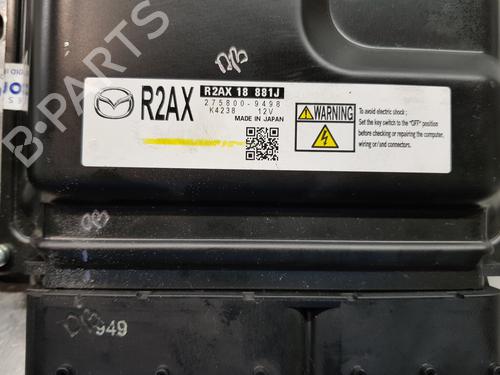 B-PARTS
R2AX
R2AX 18 881J
275800-9498
K4238 12V
MADE IN JAPAN
WARNING
To avoid electric shock ;
Set the key switch to the "OFF" position
before checking or repairing the computer,
wiring or/and connectors.
949